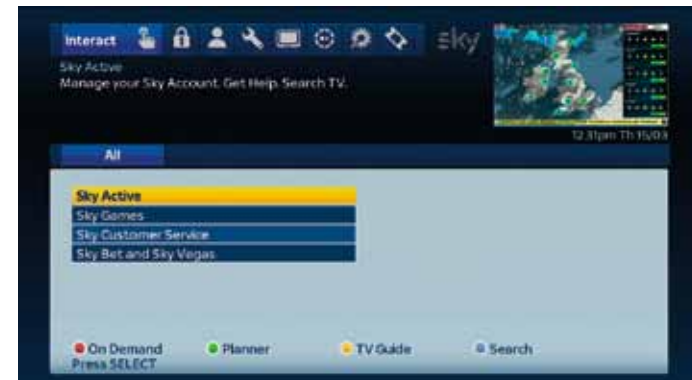 Interact
sky
Sky Active
Manage your Sky Account. Get Help. Search TV.
12.31pm Th 15/03
All
Sky Active
Sky Games
Sky Customer Service
Sky Bet and Sky Vegas
On Demand
Planner
TV Guide
Search
Press SELECT